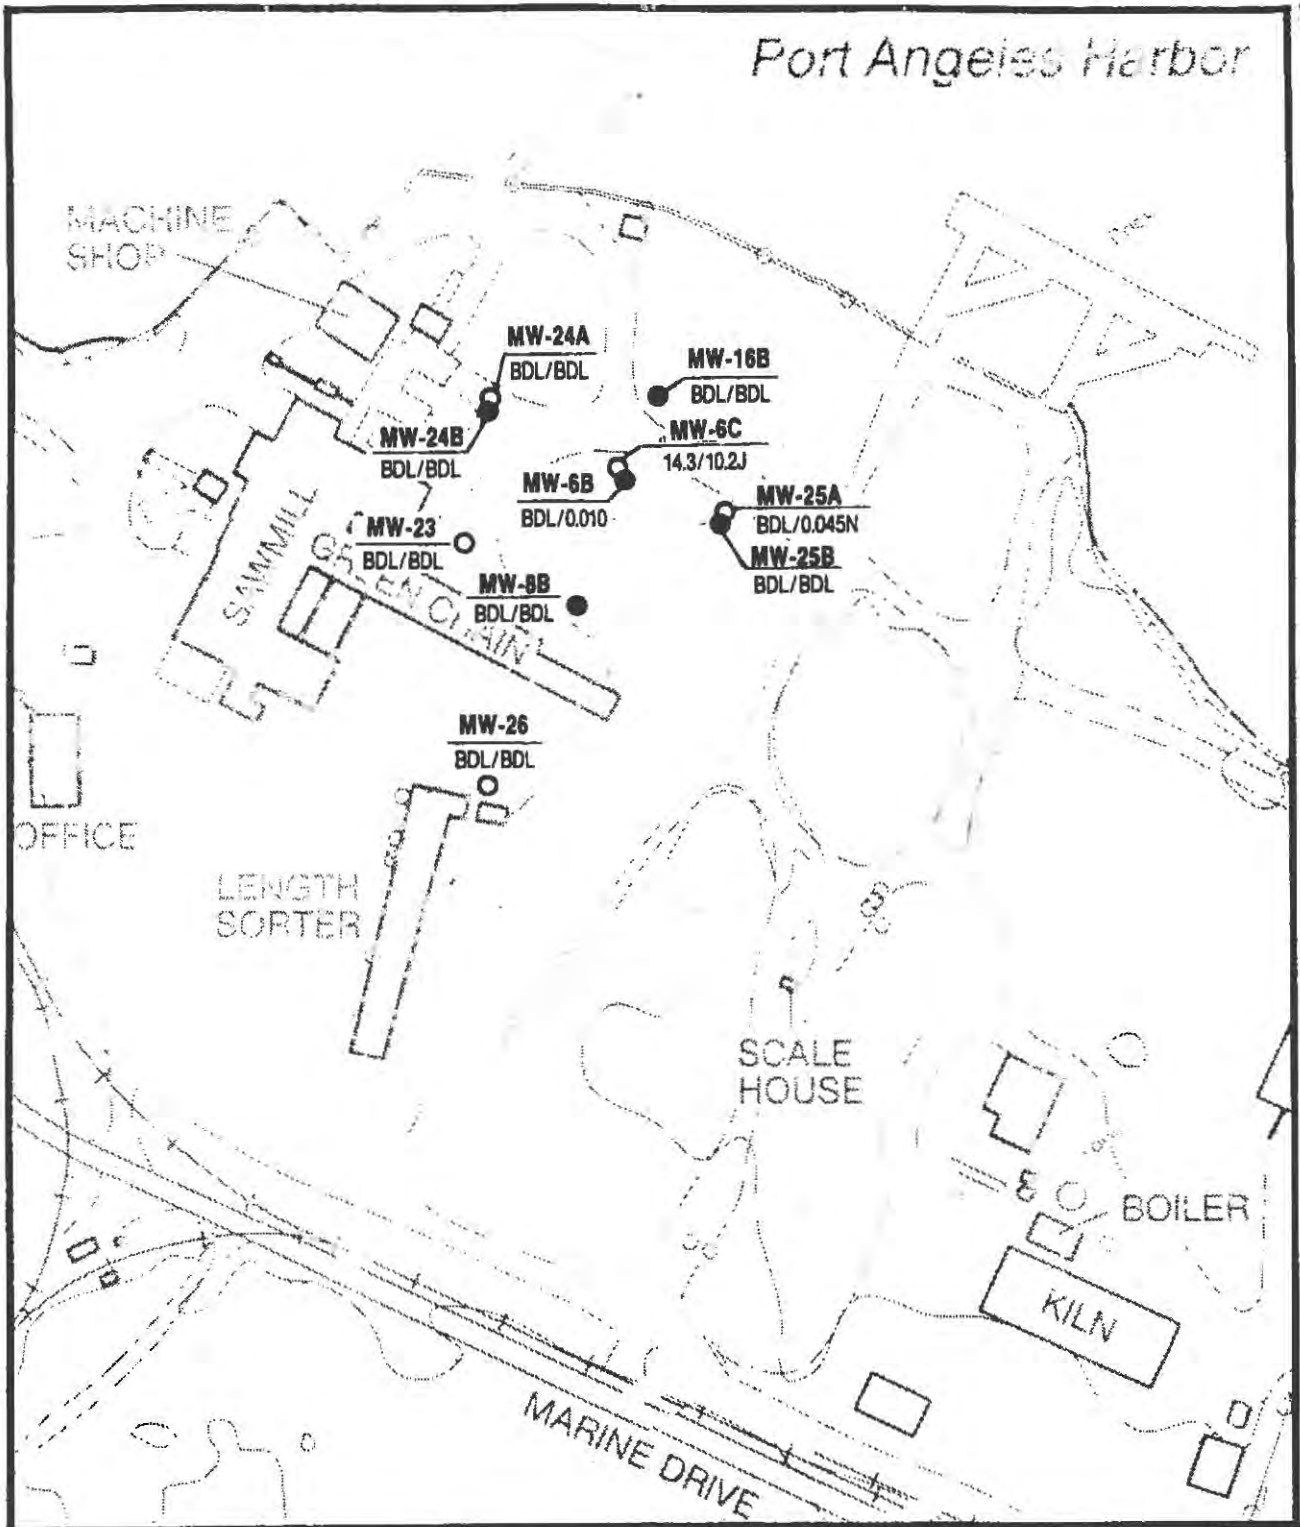 Port Angeles Harbor
MACHINE
SHOP
MW-24A
BDL/BDL
MW-16B
BDL/BDL
MW-24B
BDL/BDL
MW-6C
14.3/10.2J
MW-6B
BDL/0.010
MW-25A
BDL/0.045N
MW-23
BDL/BDL
MW-25B
BDL/BDL
MW-8B
BDL/BDL
SAWMILL
GREEN CHAIN
MW-26
BDL/BDL
OFFICE
LENGTH
SORTER
SCALE
HOUSE
BOILER
KILN
MARINE DRIVE